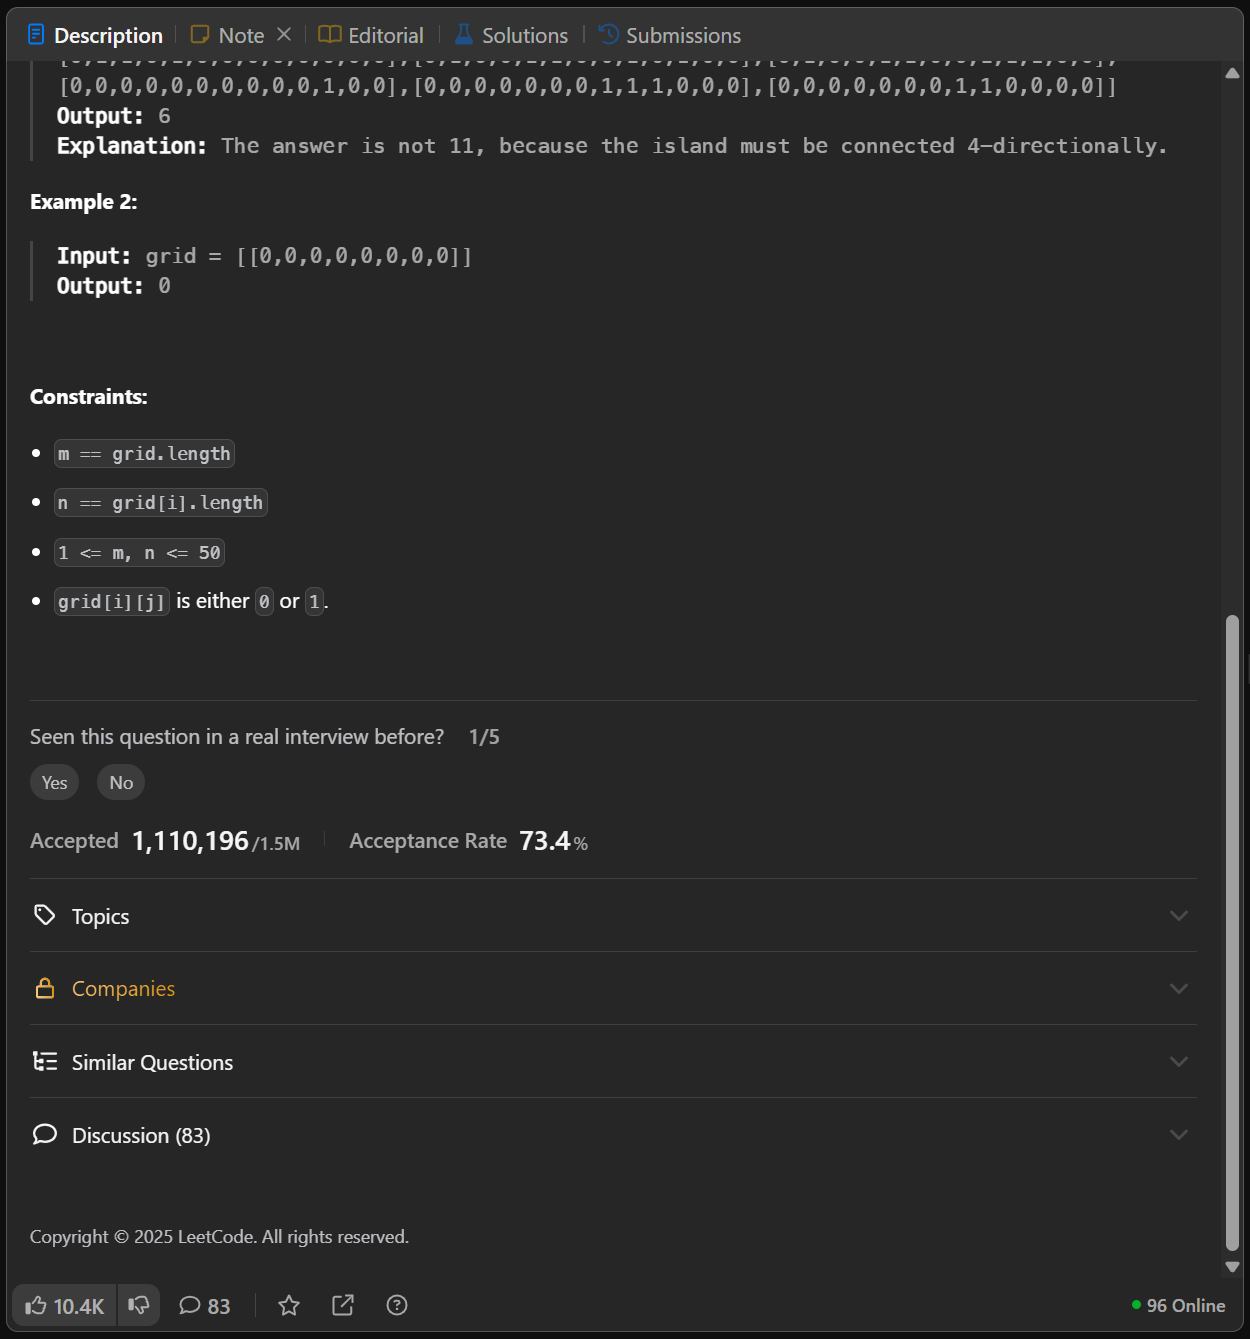 Description
Note
Editorial
Solutions
Submissions
[0,0,0,0,0,0,0,0,0,0,1,0,0],[0,0,0,0,0,0,0,1,1,1,0,0,0],[0,0,0,0,0,0,0,1,1,0,0,0,0]]
Output: 6
Explanation: The answer is not 11, because the island must be connected 4-directionally.
Example 2:
Input: grid = [[0,0,0,0,0,0,0,0]]
Output: 0
Constraints:
m == grid.length
n == grid[i].length
1 <= m, n <= 50
grid[i][j] is either 0 or 1.
Seen this question in a real interview before? 1/5
Yes No
Accepted 1,110,196/1.5M Acceptance Rate 73.4%
Topics
Companies
Similar Questions
Discussion (83)
Copyright © 2025 LeetCode. All rights reserved.
10.4K 83 96 Online